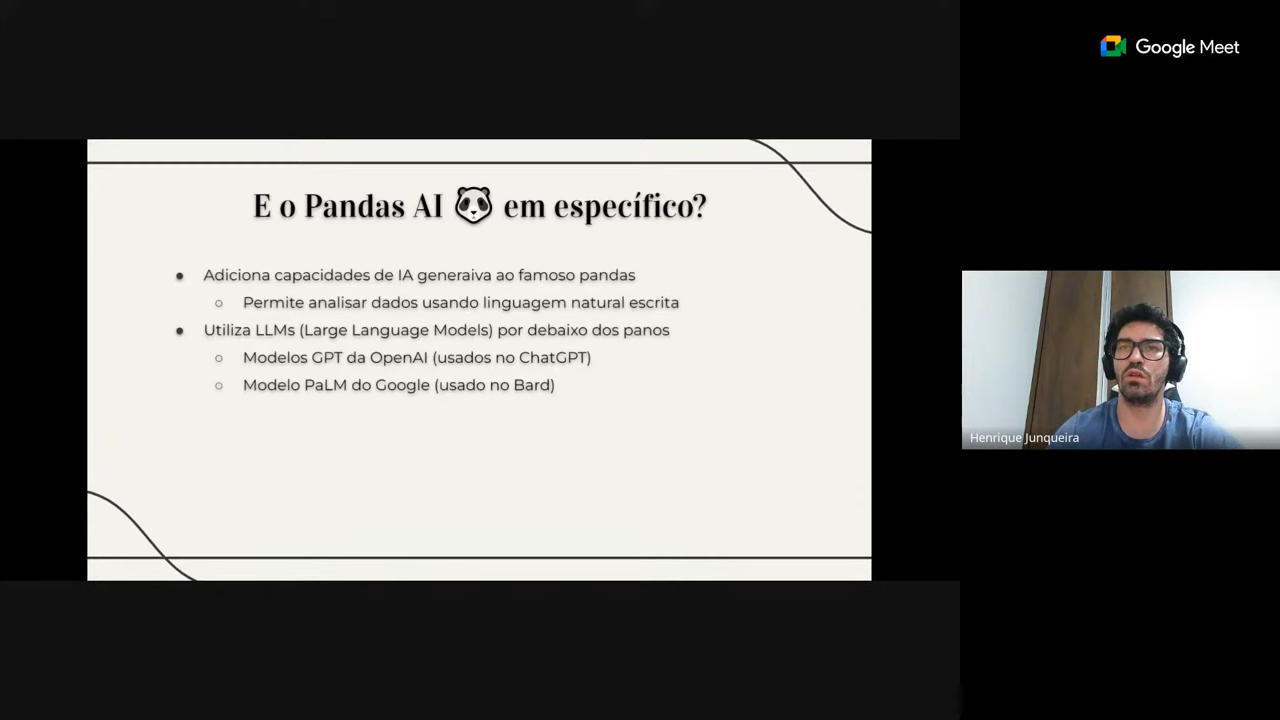 Google Meet
E o Pandas AI 🐼 em específico?
● Adiciona capacidades de IA generaiva ao famoso pandas
○ Permite analisar dados usando linguagem natural escrita
● Utiliza LLMs (Large Language Models) por debaixo dos panos
○ Modelos GPT da OpenAI (usados no ChatGPT)
○ Modelo PaLM do Google (usado no Bard)
Henrique Junqueira